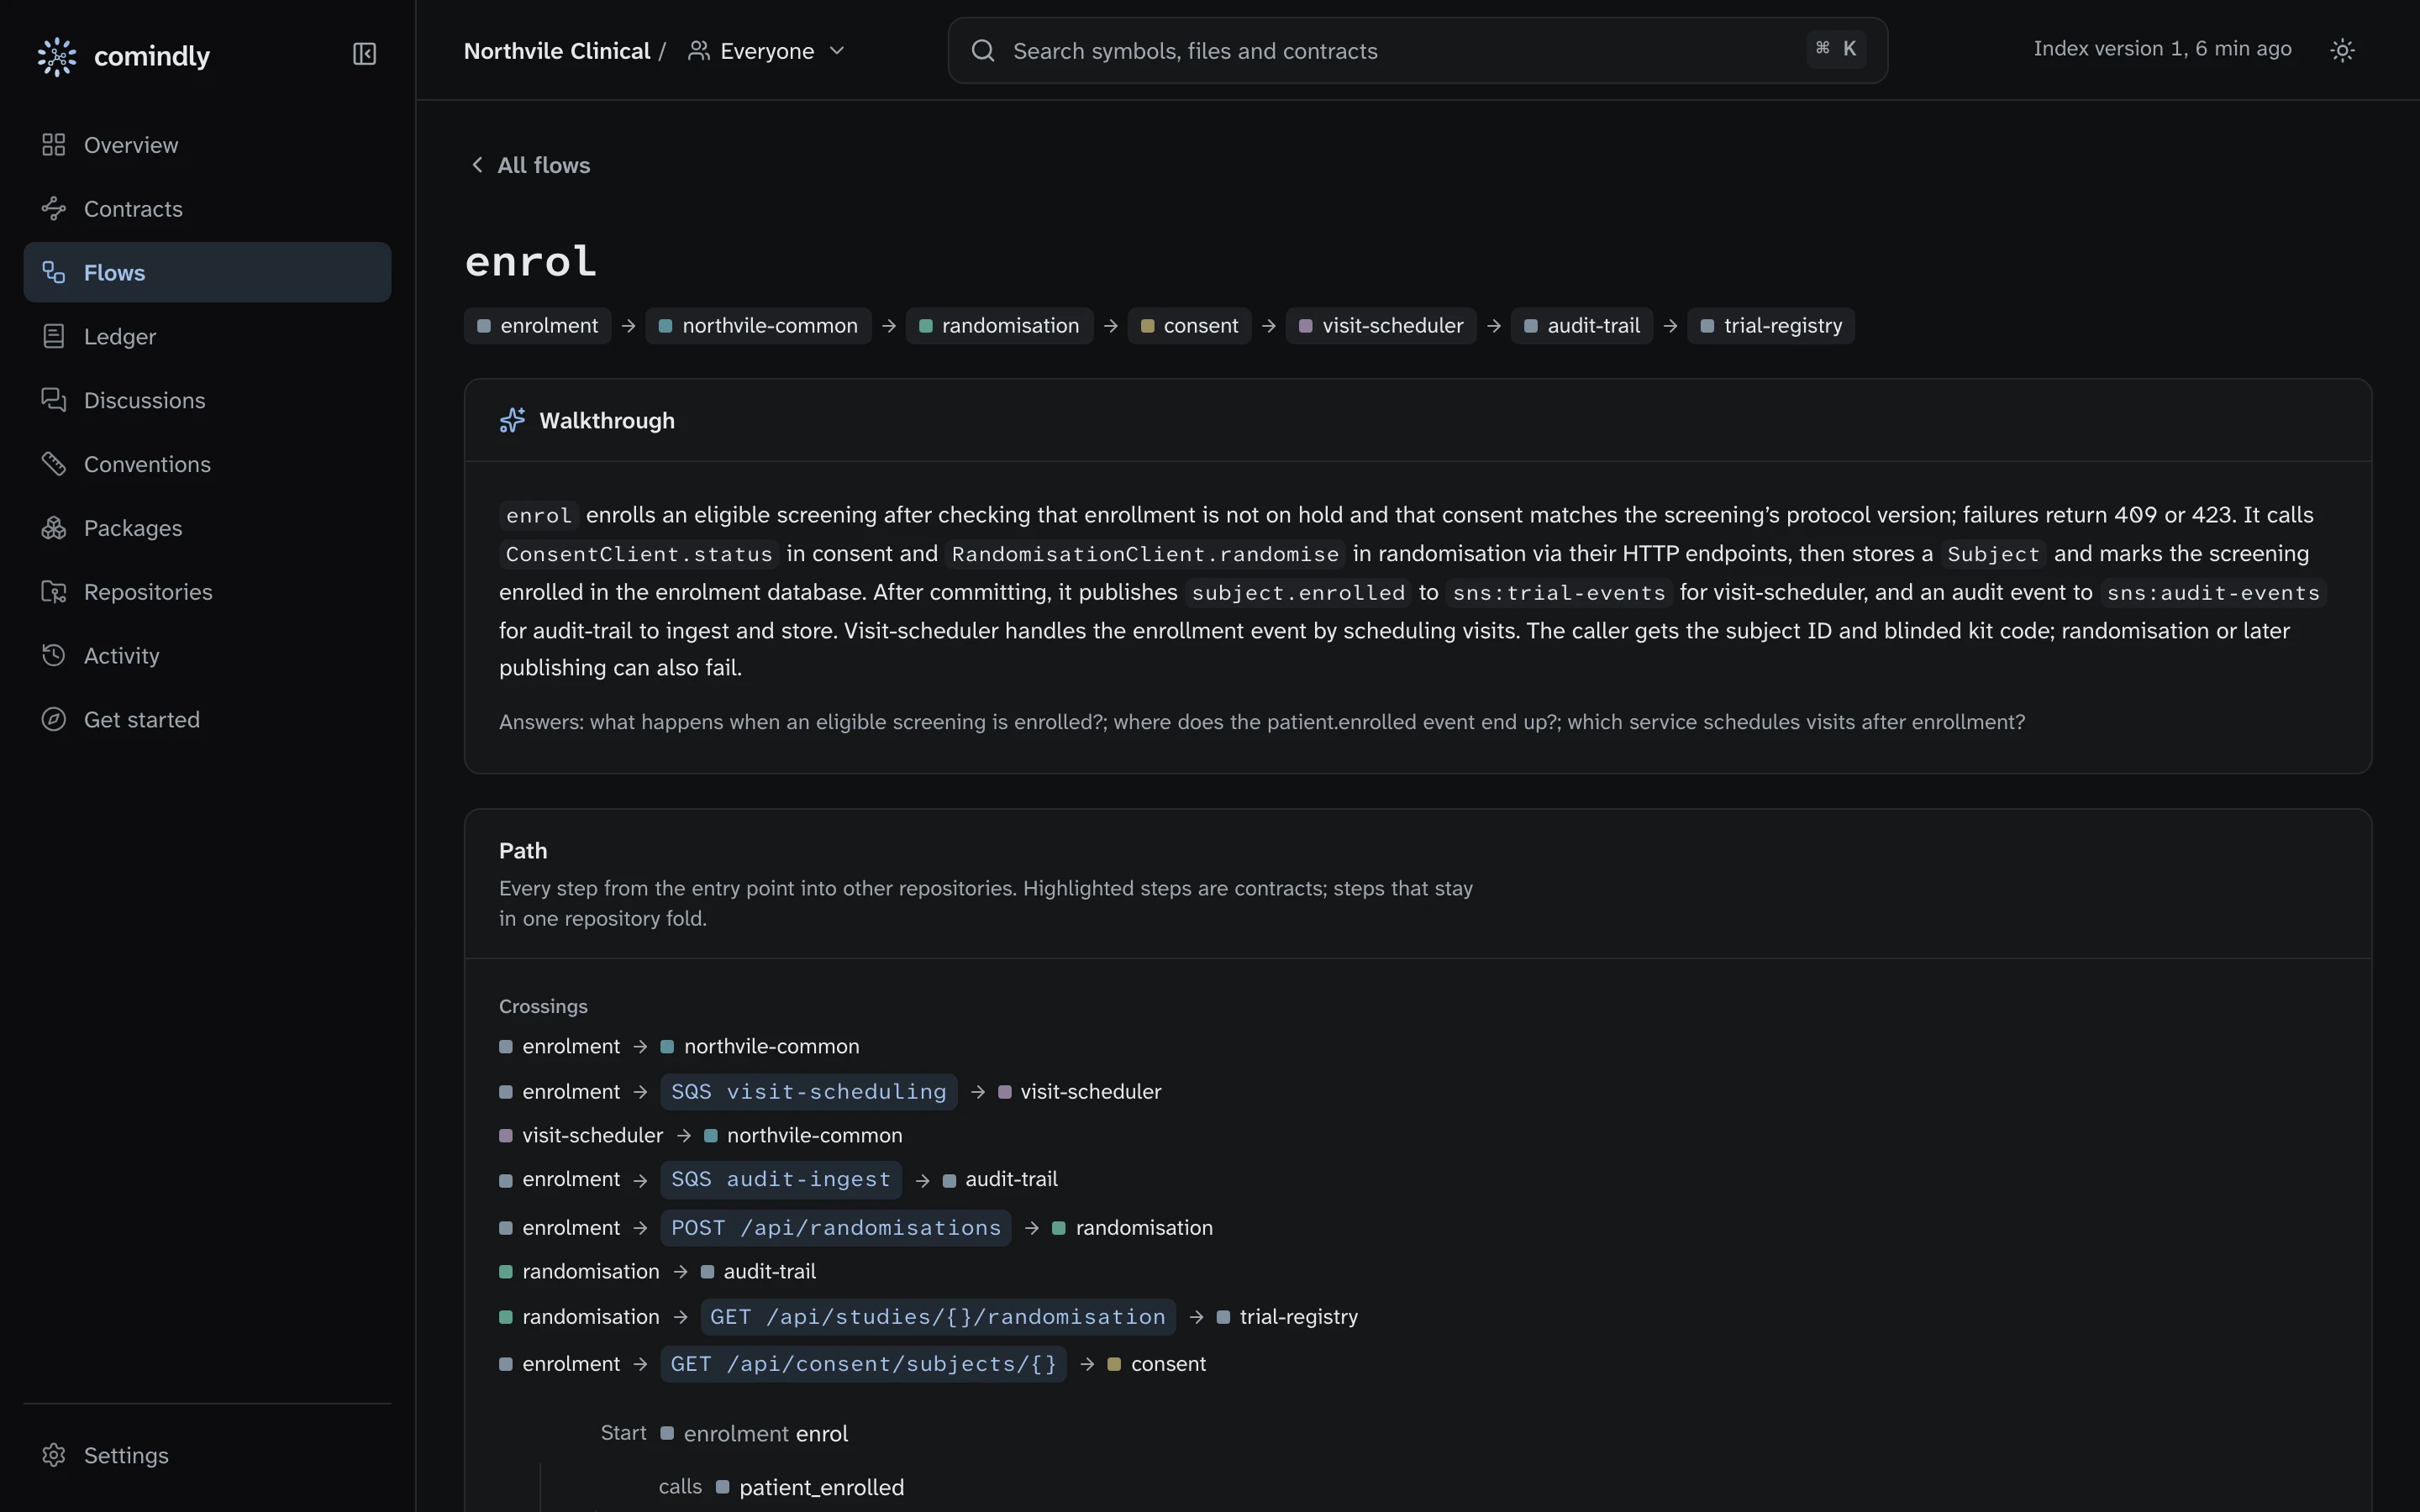 comindly
Northvile Clinical / Everyone
Search symbols, files and contracts ⌘ K
Index version 1, 6 min ago
Overview
Contracts
Flows
Ledger
Discussions
Conventions
Packages
Repositories
Activity
Get started
Settings
All flows
enrol
enrolment → northvile-common → randomisation → consent → visit-scheduler → audit-trail → trial-registry
Walkthrough
enrol enrolls an eligible screening after checking that enrollment is not on hold and that consent matches the screening’s protocol version; failures return 409 or 423. It calls
ConsentClient.status in consent and RandomisationClient.randomise in randomisation via their HTTP endpoints, then stores a Subject and marks the screening
enrolled in the enrolment database. After committing, it publishes subject.enrolled to sns:trial-events for visit-scheduler, and an audit event to sns:audit-events
for audit-trail to ingest and store. Visit-scheduler handles the enrollment event by scheduling visits. The caller gets the subject ID and blinded kit code; randomisation or later
publishing can also fail.
Answers: what happens when an eligible screening is enrolled?; where does the patient.enrolled event end up?; which service schedules visits after enrollment?
Path
Every step from the entry point into other repositories. Highlighted steps are contracts; steps that stay
in one repository fold.
Crossings
enrolment → northvile-common
enrolment → SQS visit-scheduling → visit-scheduler
visit-scheduler → northvile-common
enrolment → SQS audit-ingest → audit-trail
enrolment → POST /api/randomisations → randomisation
randomisation → audit-trail
randomisation → GET /api/studies/{}/randomisation → trial-registry
enrolment → GET /api/consent/subjects/{} → consent
Start enrolment enrol
calls patient_enrolled